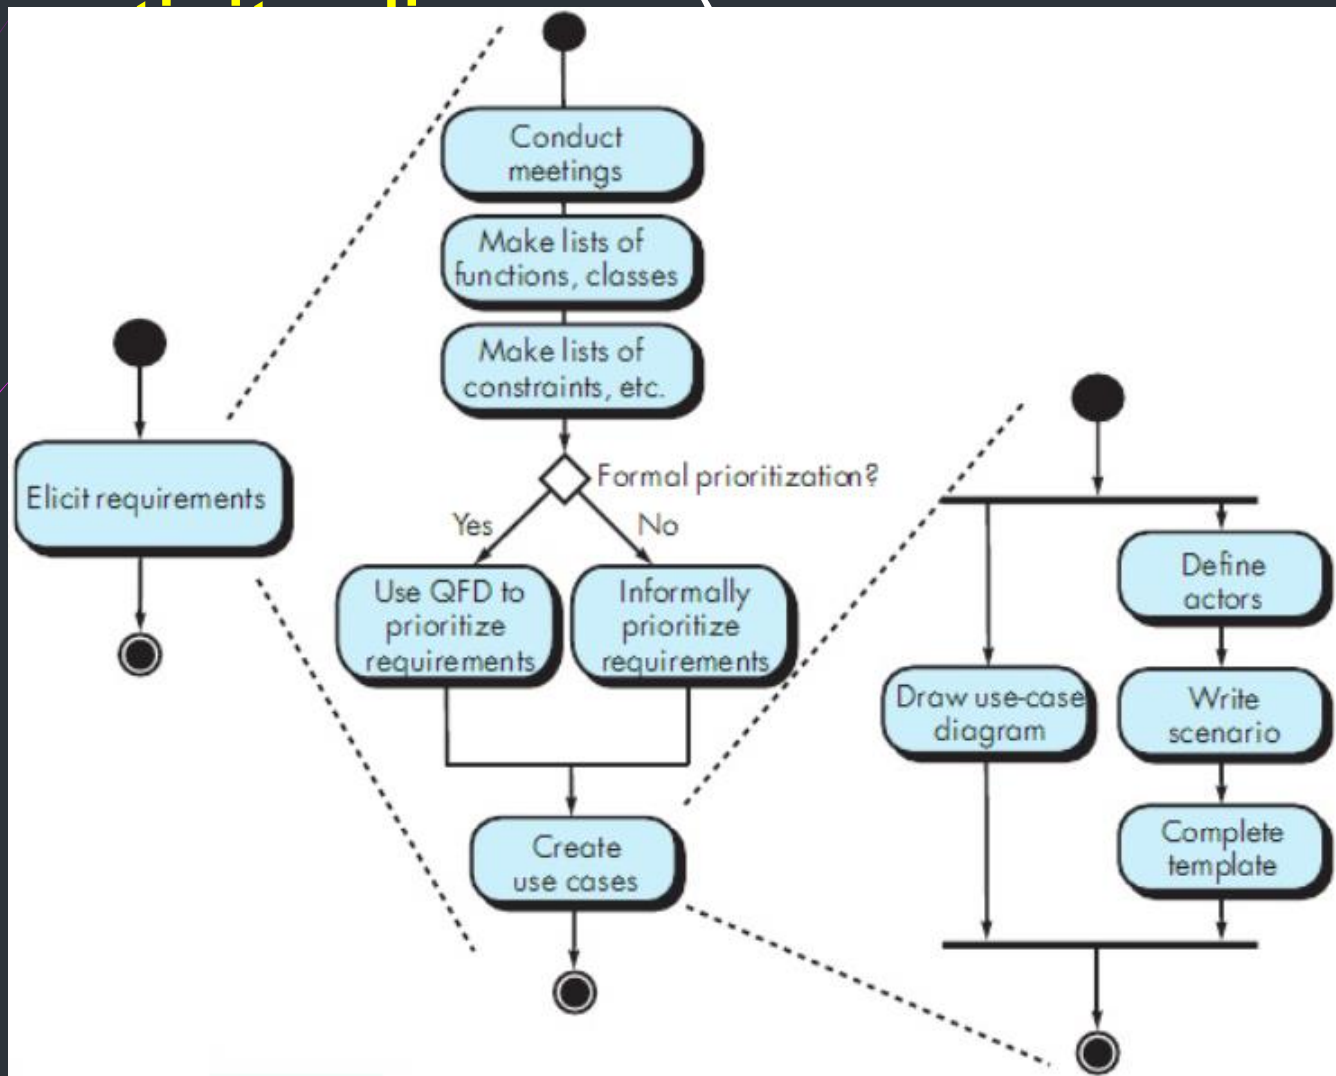 Conduct
meetings
Make lists of
functions, classes
Make lists of
constraints, etc.
Elicit requirements
Formal prioritization?
Yes
No
Use QFD to
prioritize
requirements
Informally
prioritize
requirements
Create
use cases
Define
actors
Draw use-case
diagram
Write
scenario
Complete
template